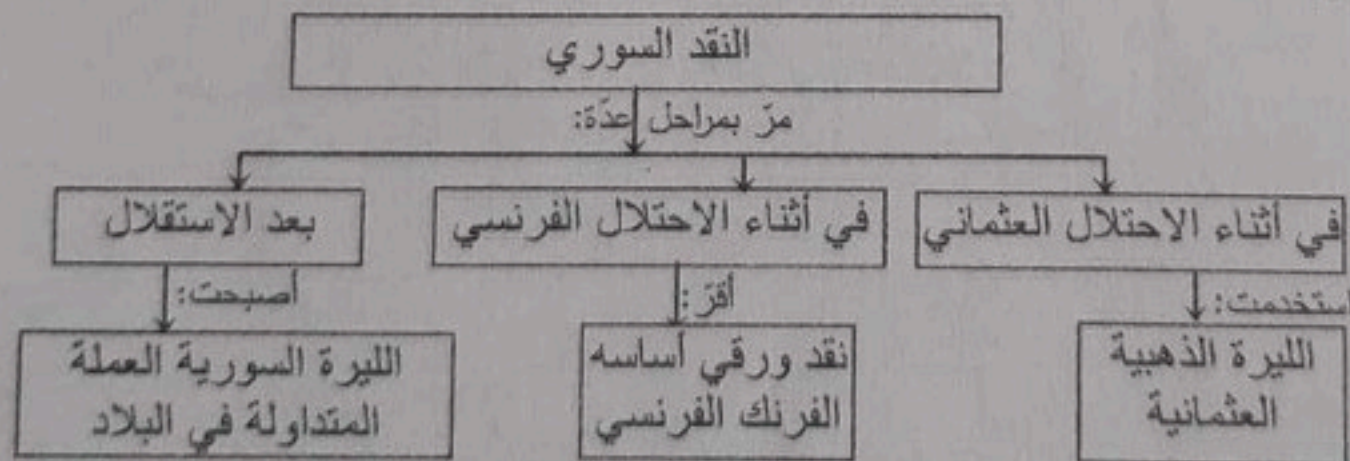 النقد السوري
مرّ بمراحل عدّة:
في أثناء الاحتلال العثماني
في أثناء الاحتلال الفرنسي
بعد الاستقلال
استخدمت:
أقرّ:
أصبحت:
الليرة الذهبية
العثمانية
نقد ورقي أساسه
الفرنك الفرنسي
الليرة السورية العملة
المتداولة في البلاد